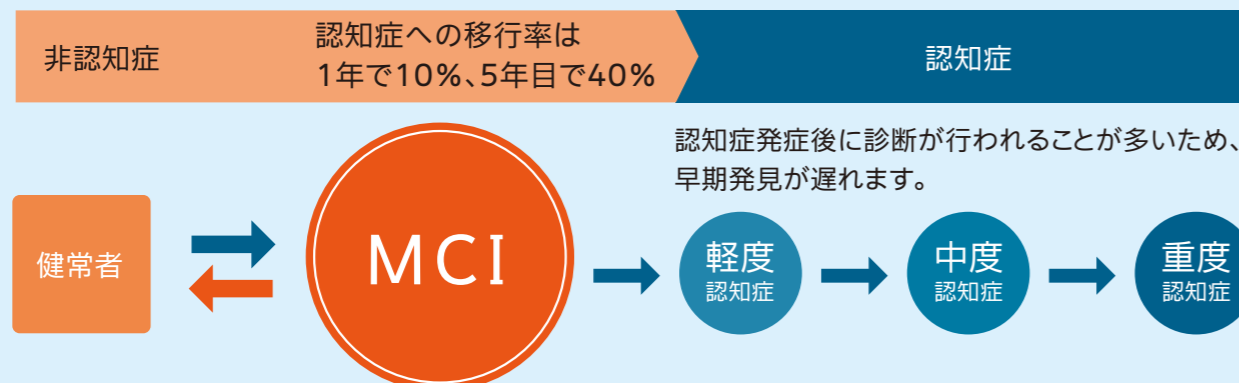 非認知症
認知症への移行率は
1年で10%、5年目で40%
認知症
認知症発症後に診断が行われることが多いため、
早期発見が遅れます。
健常者
MCI
軽度
認知症
中度
認知症
重度
認知症